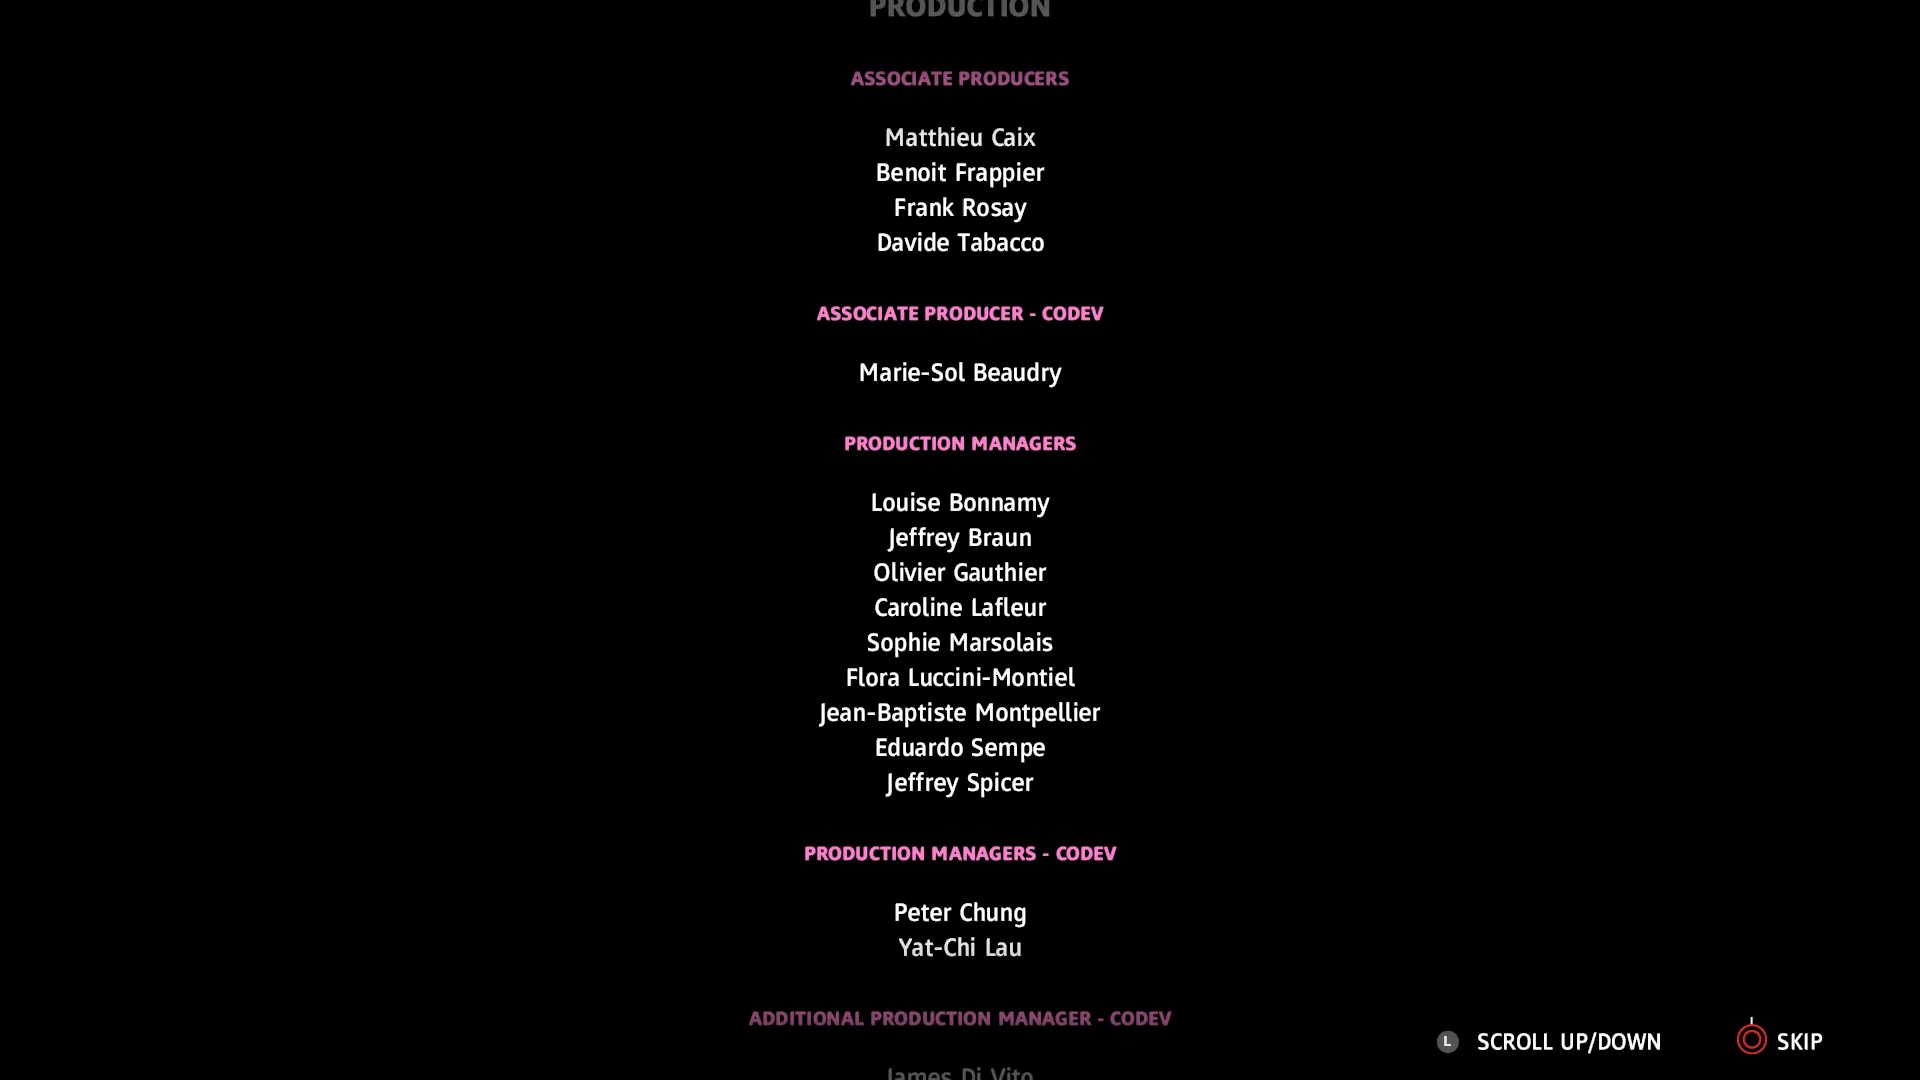 PRODUCTION
ASSOCIATE PRODUCERS
Matthieu Caix
Benoit Frappier
Frank Rosay
Davide Tabacco
ASSOCIATE PRODUCER - CODEV
Marie-Sol Beaudry
PRODUCTION MANAGERS
Louise Bonnamy
Jeffrey Braun
Olivier Gauthier
Caroline Lafleur
Sophie Marsolais
Flora Luccini-Montiel
Jean-Baptiste Montpellier
Eduardo Sempe
Jeffrey Spicer
PRODUCTION MANAGERS - CODEV
Peter Chung
Yat-Chi Lau
ADDITIONAL PRODUCTION MANAGER - CODEV
James Di Vito
L SCROLL UP/DOWN
SKIP